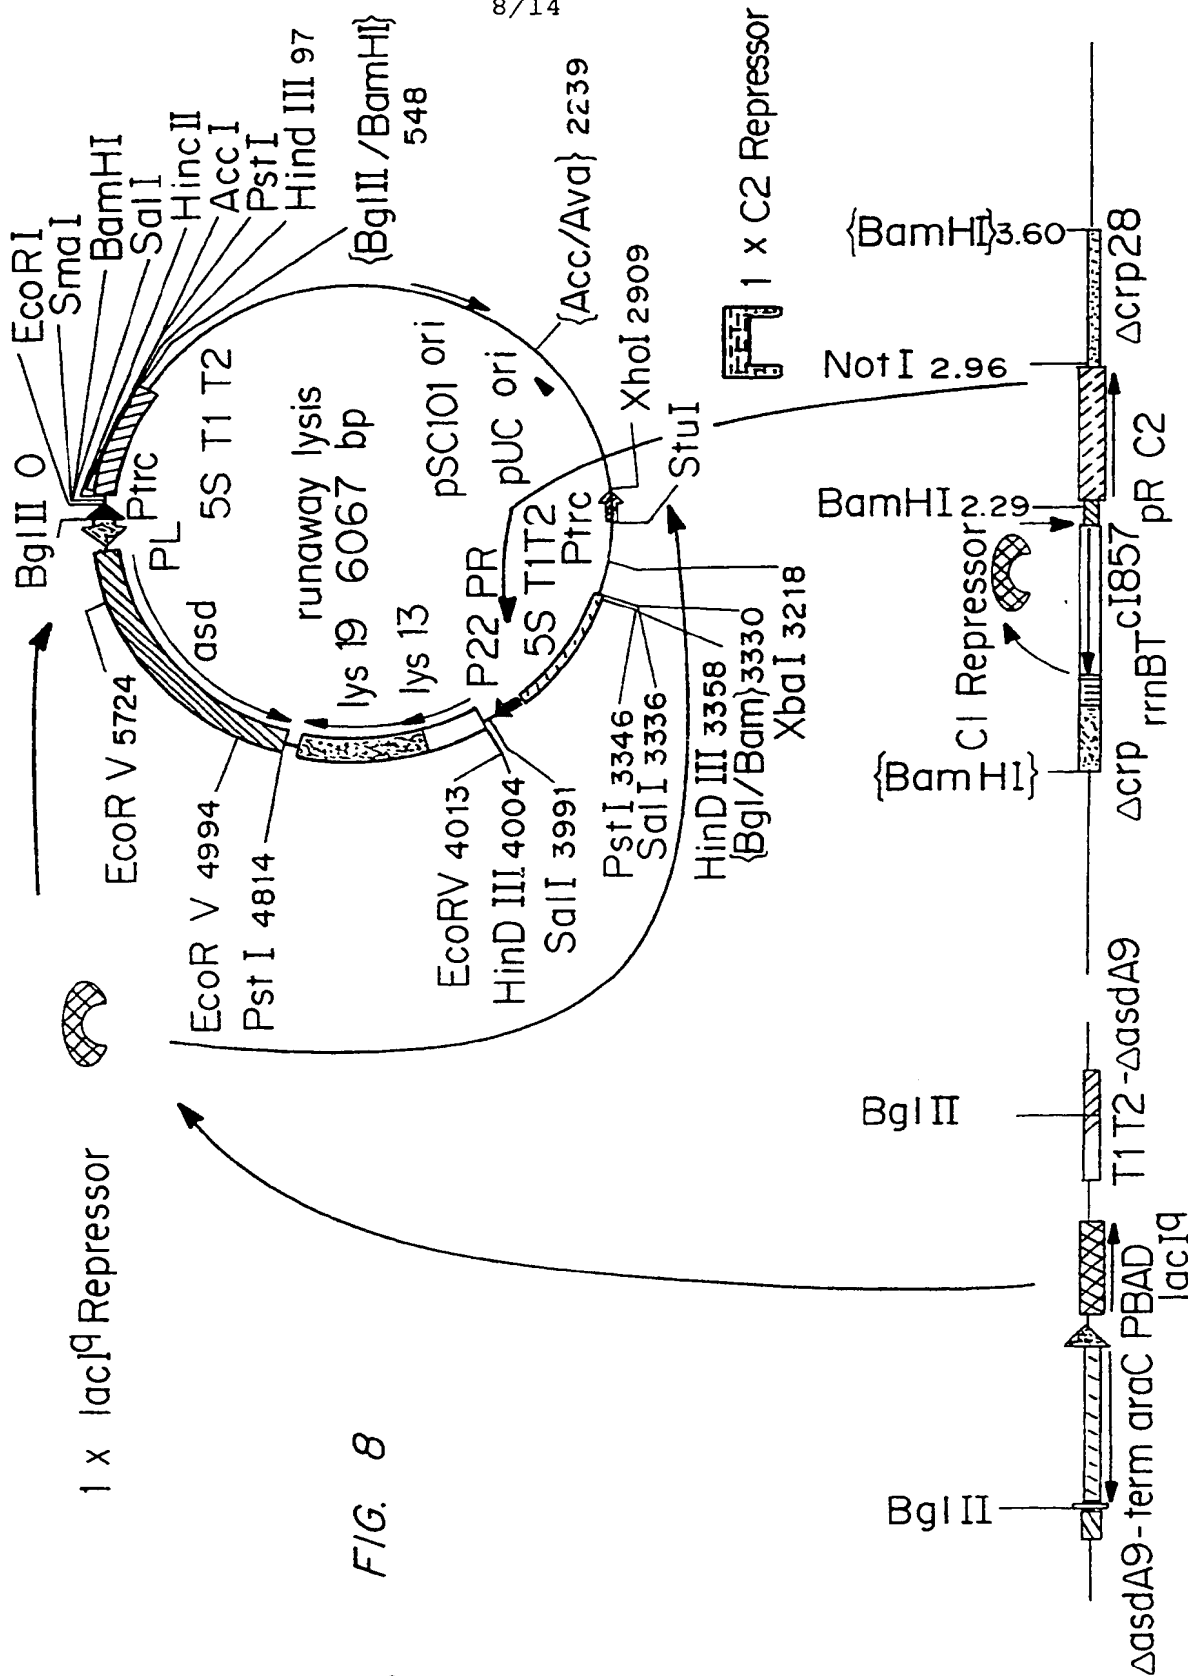 8/14
BglII 0
EcoRI
SmaI
BamHI
Sal I
HincII
Acc I
PstI
Hind III 97
{BglII/BamHI}
548
Ptrc
PL
5S T1 T2
asd
EcoR V 5724
runaway lysis
lys 19 6067 bp
lys 13
pSC101 ori
pUC ori
{Acc/Ava} 2239
EcoR V 4994
Pst I 4814
P22 PR
5S T1T2
Ptrc
XhoI 2909
StuI
EcoRV 4013
HinD III 4004
SalI 3991
PstI 3346
SalI 3336
HinD III 3358
{Bgl/Bam}3330
XbaI 3218
1 x lacIq Repressor
1 x C2 Repressor
FIG. 8
BglII
BglII
ΔasdA9-term araC PBAD
lacIq
T1 T2 -ΔasdA9
{BamHI}
CI Repressor
BamHI 2.29
NotI 2.96
{BamHI}3.60
Δcrp
rrnBT
cI857
pR C2
Δcrp28